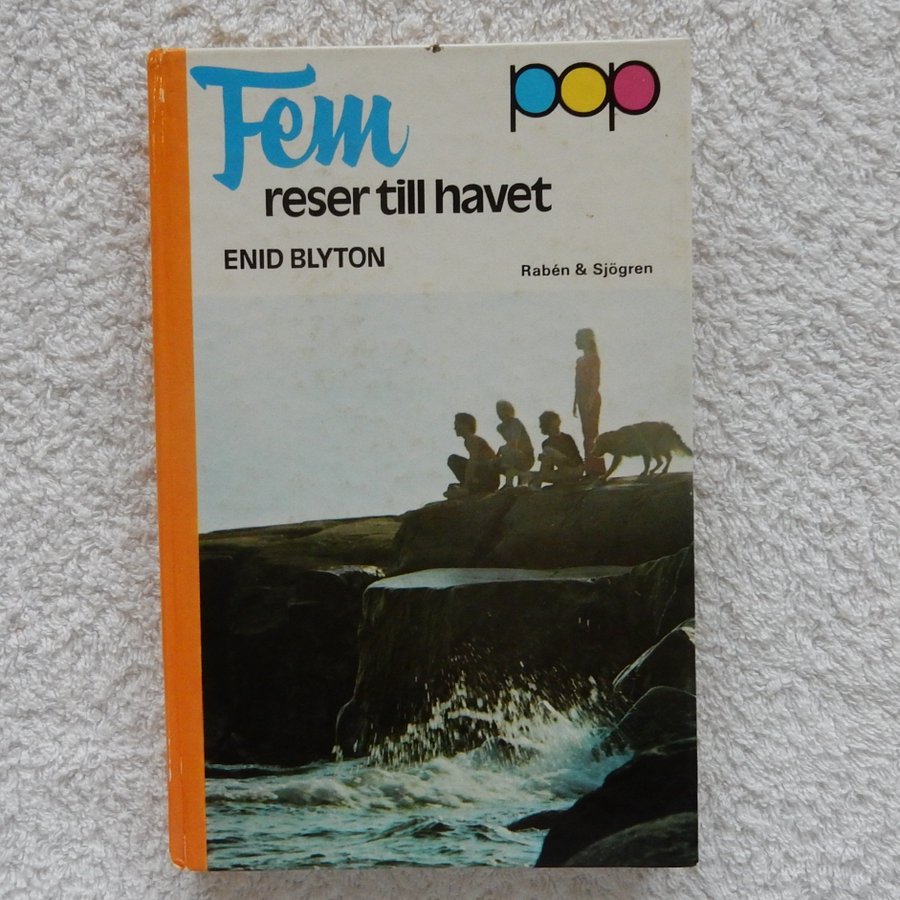 Fem
pop
reser till havet
ENID BLYTON
Rabén & Sjögren